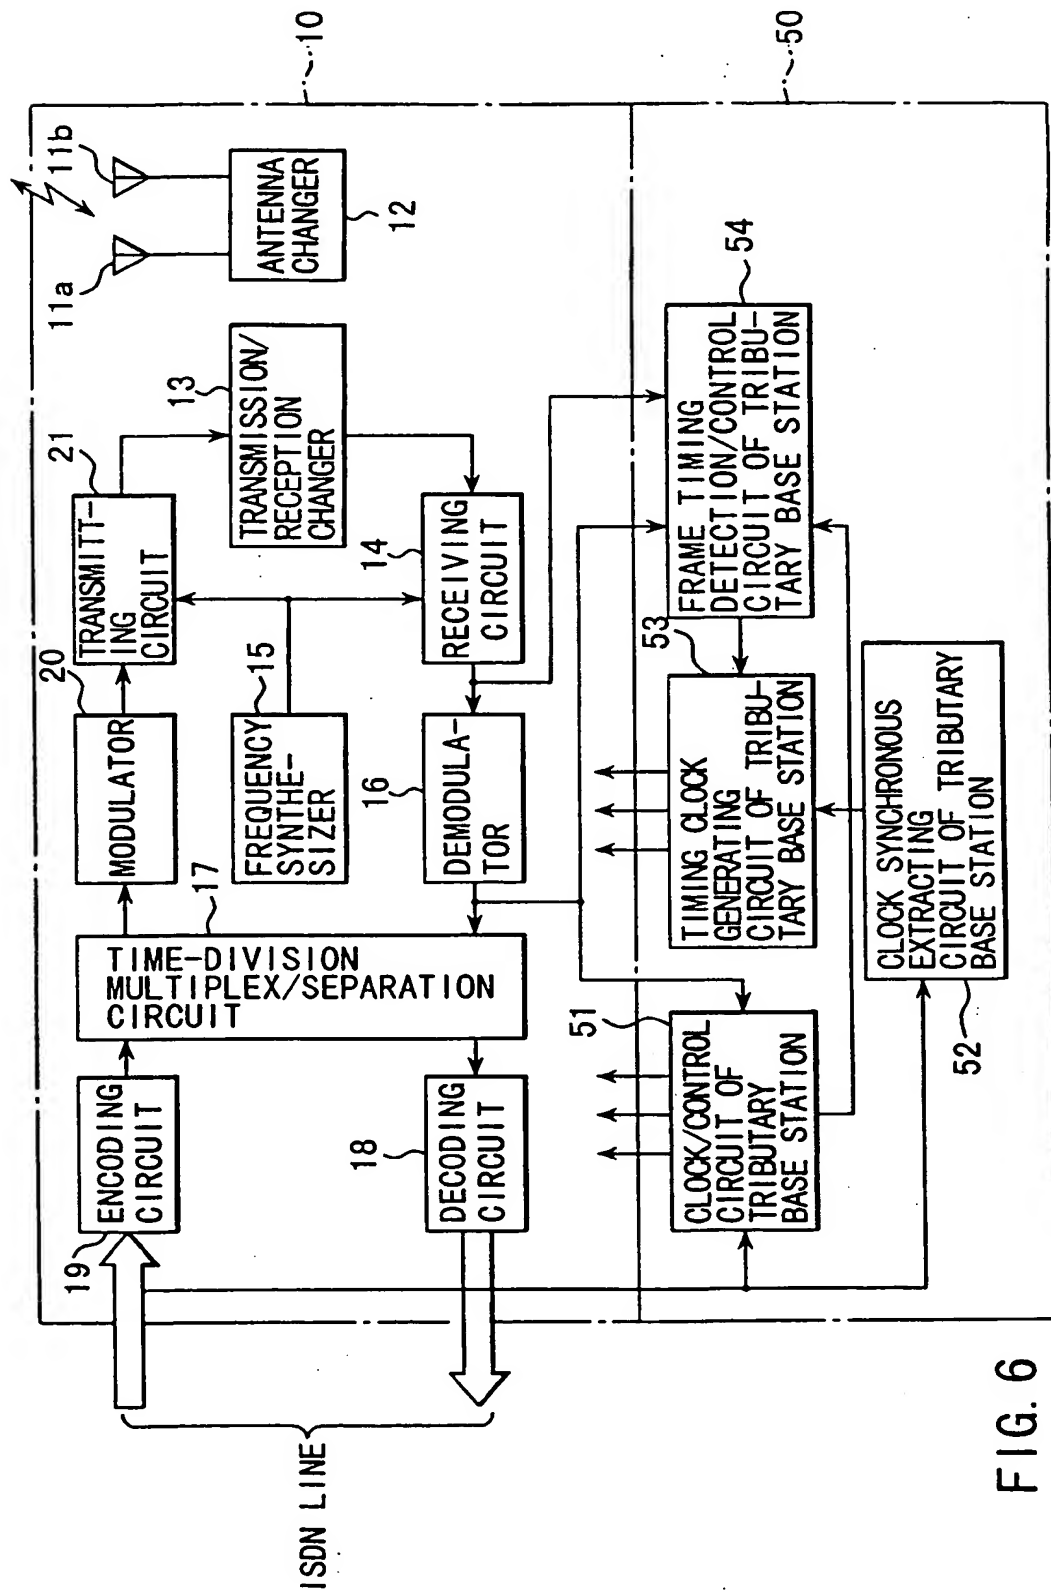 10
50
11b
11a
ANTENNA
CHANGER
12
21
TRANSMITT-
ING
CIRCUIT
13
TRANSMISSION/
RECEPTION
CHANGER
14
RECEIVING
CIRCUIT
20
MODULATOR
15
FREQUENCY
SYNTHE-
SIZER
16
DEMODULA-
TOR
17
TIME-DIVISION
MULTIPLEX/SEPARATION
CIRCUIT
19
ENCODING
CIRCUIT
18
DECODING
CIRCUIT
ISDN LINE
54
FRAME TIMING
DETECTION/CONTROL
CIRCUIT OF TRIBU-
TARY BASE STATION
53
TIMING CLOCK
GENERATING
CIRCUIT OF TRIBU-
TARY BASE STATION
51
CLOCK/CONTROL
CIRCUIT OF
TRIBUTARY
BASE STATION
52
CLOCK SYNCHRONOUS
EXTRACTING
CIRCUIT OF TRIBUTARY
BASE STATION
FIG. 6